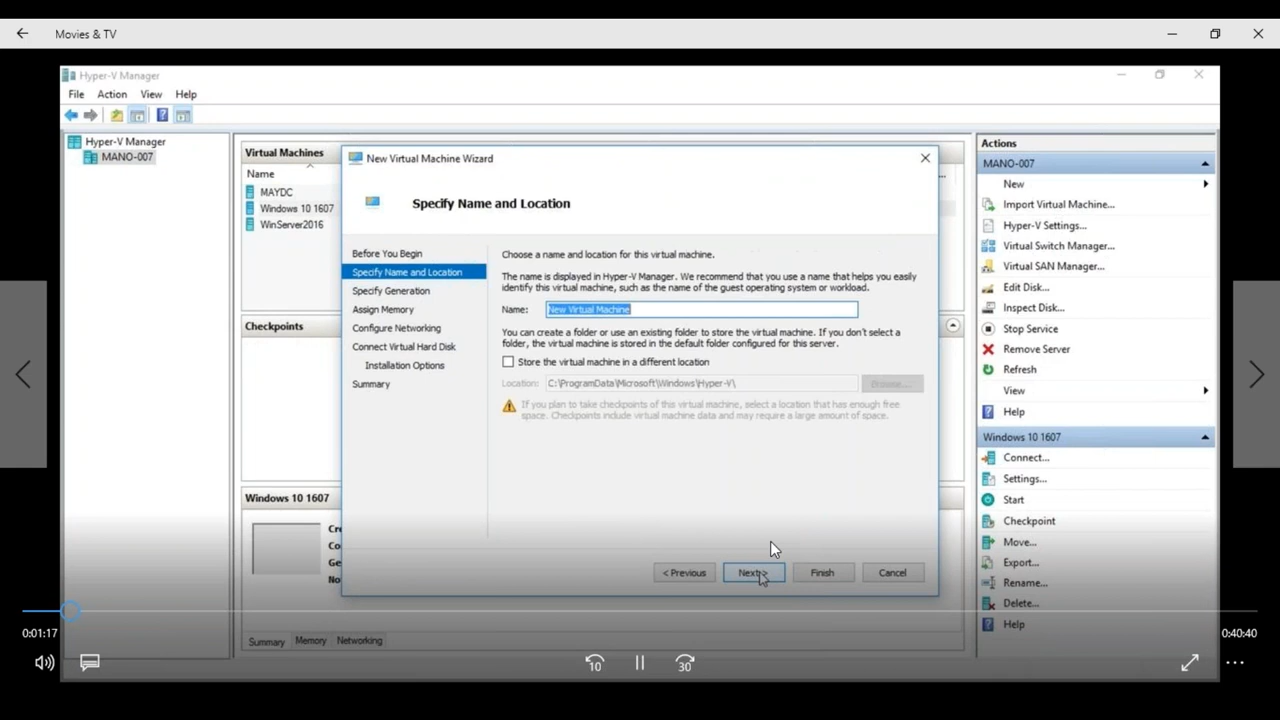 Movies & TV
Hyper-V Manager
File Action View Help
Hyper-V Manager
MANO-007
Virtual Machines
Name
MAYDC
Windows 10 1607
WinServer2016
Checkpoints
Windows 10 1607
Summary Memory Networking
New Virtual Machine Wizard
Specify Name and Location
Before You Begin
Specify Name and Location
Specify Generation
Assign Memory
Configure Networking
Connect Virtual Hard Disk
Installation Options
Summary
Choose a name and location for this virtual machine.
The name is displayed in Hyper-V Manager. We recommend that you use a name that helps you easily
identify this virtual machine, such as the name of the guest operating system or workload.
Name: New Virtual Machine
You can create a folder or use an existing folder to store the virtual machine. If you don't select a
folder, the virtual machine is stored in the default folder configured for this server.
Store the virtual machine in a different location
Location: C:\ProgramData\Microsoft\Windows\Hyper-V\ Browse...
If you plan to take checkpoints of this virtual machine, select a location that has enough free
space. Checkpoints include virtual machine data and may require a large amount of space.
< Previous Next > Finish Cancel
Actions
MANO-007
New
Import Virtual Machine...
Hyper-V Settings...
Virtual Switch Manager...
Virtual SAN Manager...
Edit Disk...
Inspect Disk...
Stop Service
Remove Server
Refresh
View
Help
Windows 10 1607
Connect...
Settings...
Start
Checkpoint
Move...
Export...
Rename...
Delete...
Help
0:01:17
0:40:40
10
30